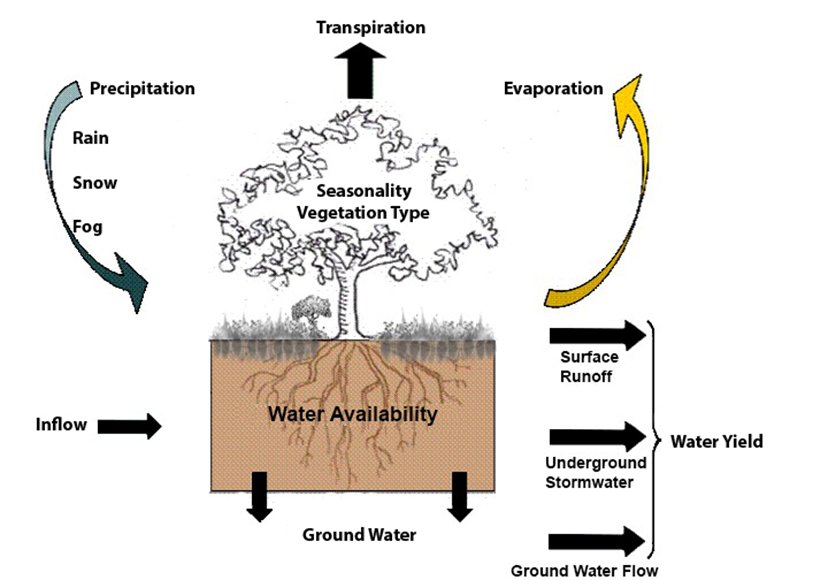 Transpiration
Precipitation
Evaporation
Rain
Snow
Fog
Seasonality
Vegetation Type
Surface
Runoff
Inflow
Water Availability
Water Yield
Underground
Stormwater
Ground Water
Ground Water Flow